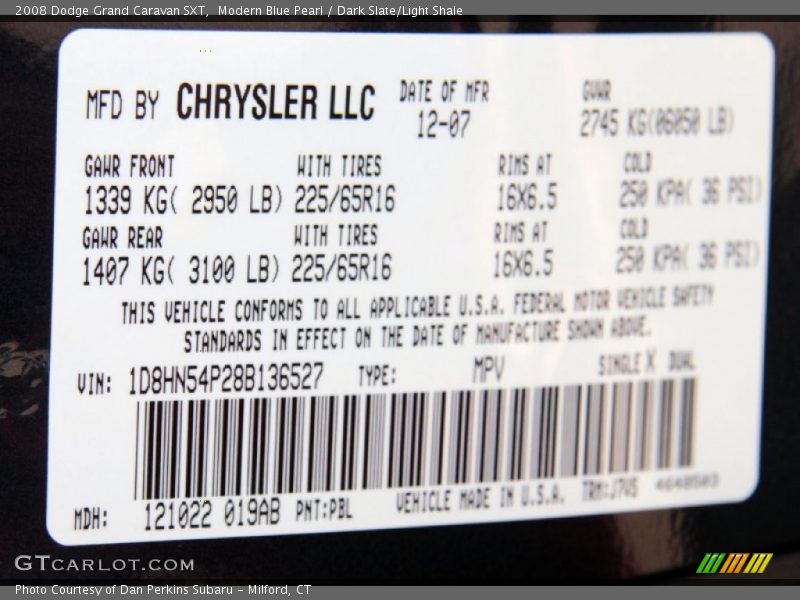 2008 Dodge Grand Caravan SXT,  Modern Blue Pearl / Dark Slate/Light Shale
MFD BY CHRYSLER LLC DATE OF MFR GVWR
12-07 2745 KG(06050 LB)
GAWR FRONT WITH TIRES RIMS AT COLD
1339 KG( 2950 LB) 225/65R16 16X6.5 250 KPA( 36 PSI)
GAWR REAR WITH TIRES RIMS AT COLD
1407 KG( 3100 LB) 225/65R16 16X6.5 250 KPA( 36 PSI)
THIS VEHICLE CONFORMS TO ALL APPLICABLE U.S.A. FEDERAL MOTOR VEHICLE SAFETY
STANDARDS IN EFFECT ON THE DATE OF MANUFACTURE SHOWN ABOVE.
VIN: 1D8HN54P28B136527 TYPE: MPV SINGLE X DUAL
MDH: 121022 019AB PNT:PBL VEHICLE MADE IN U.S.A. TRM:J7V5
GTCARLOT.COM
Photo Courtesy of Dan Perkins Subaru - Milford, CT